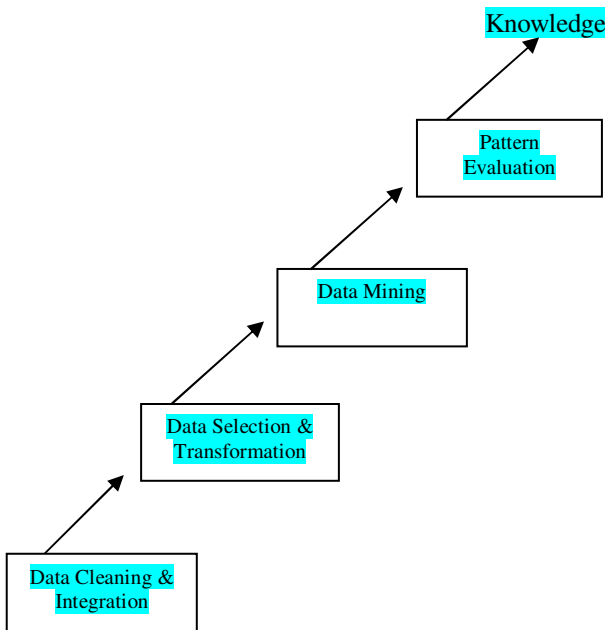 Knowledge
Pattern
Evaluation
Data Mining
Data Selection &
Transformation
Data Cleaning &
Integration